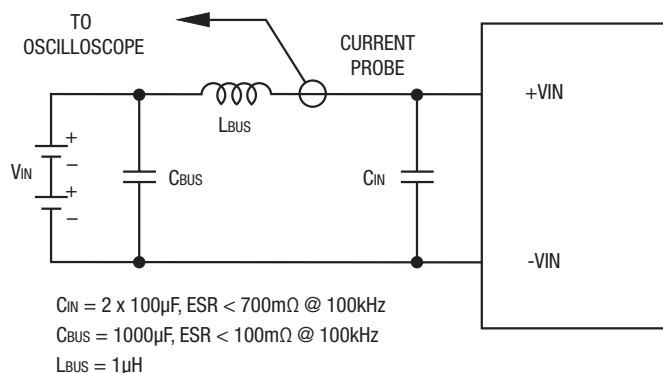 TO
OSCILLOSCOPE
CURRENT
PROBE
+VIN
LBUS
VIN
+
−
+
−
CBUS
CIN
-VIN
CIN = 2 x 100µF, ESR < 700mΩ @ 100kHz
CBUS = 1000µF, ESR < 100mΩ @ 100kHz
LBUS = 1µH